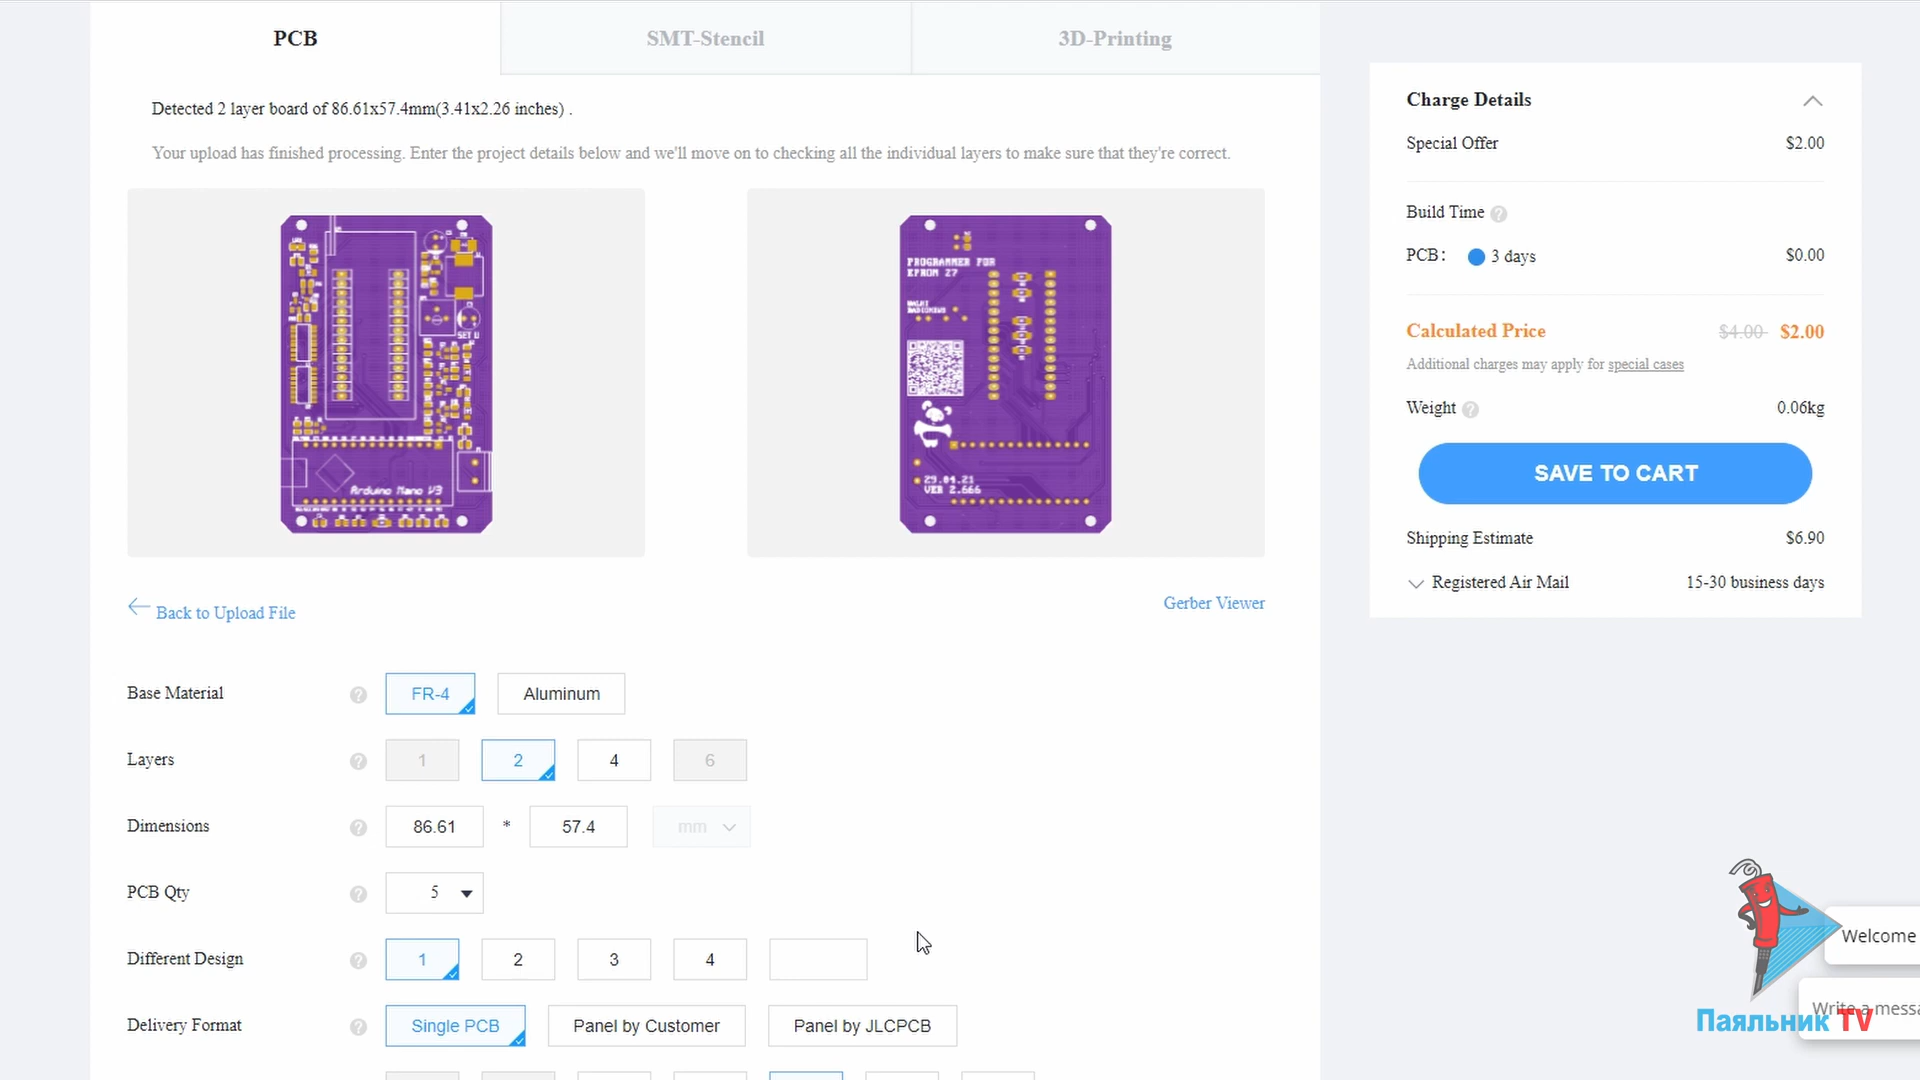 PCB
SMT-Stencil
3D-Printing
Detected 2 layer board of 86.61x57.4mm(3.41x2.26 inches) .
Your upload has finished processing. Enter the project details below and we'll move on to checking all the individual layers to make sure that they're correct.
SET U
Arduino Nano V3
PROGRAMMER FOR
EPROM 27
29.04.21
VER 2.666
Back to Upload File
Gerber Viewer
Base Material ? FR-4 Aluminum
Layers ? 1 2 4 6
Dimensions ? 86.61 * 57.4 mm
PCB Qty ? 5
Different Design ? 1 2 3 4
Delivery Format ? Single PCB Panel by Customer Panel by JLCPCB
Charge Details
Special Offer $2.00
Build Time ?
PCB: 3 days $0.00
Calculated Price $4.00 $2.00
Additional charges may apply for special cases
Weight ? 0.06kg
SAVE TO CART
Shipping Estimate $6.90
Registered Air Mail 15-30 business days
Welcome
Write a messa
Паяльник TV